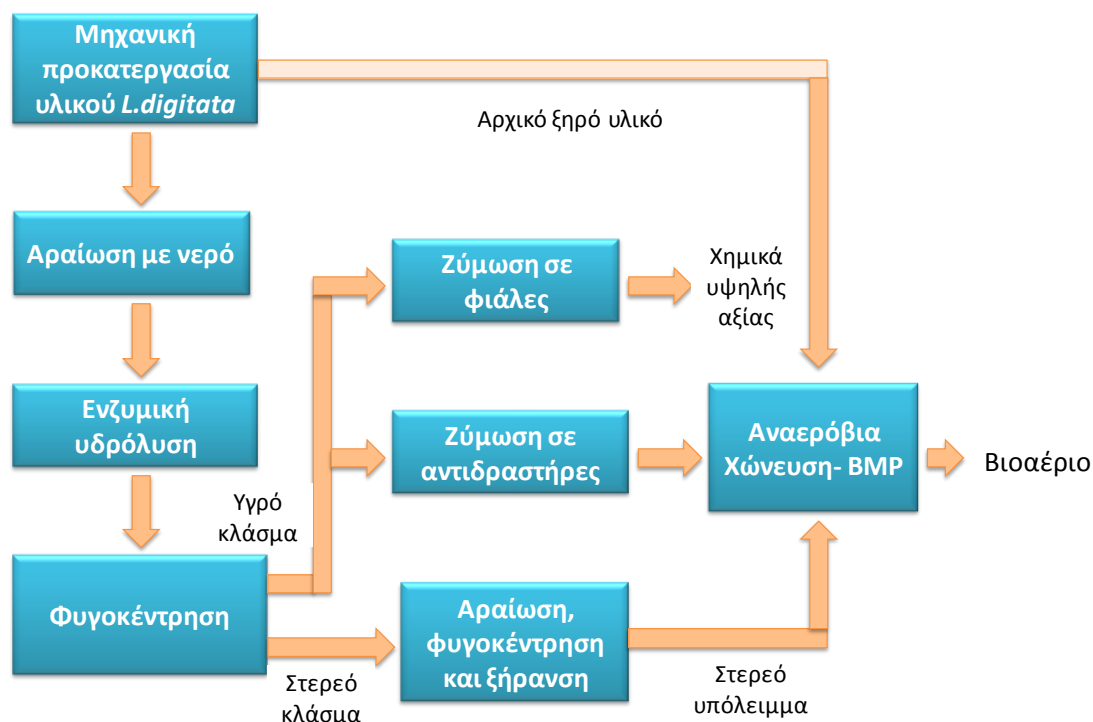 Μηχανική
προκατεργασία
υλικού L.digitata
Αρχικό ξηρό υλικό
Αραίωση με νερό
Ζύμωση σε
φιάλες
Χημικά
υψηλής
αξίας
Ενζυμική
υδρόλυση
Ζύμωση σε
αντιδραστήρες
Αναερόβια
Χώνευση- BMP
Βιοαέριο
Υγρό
κλάσμα
Φυγοκέντρηση
Αραίωση,
φυγοκέντρηση
και ξήρανση
Στερεό
κλάσμα
Στερεό
υπόλειμμα